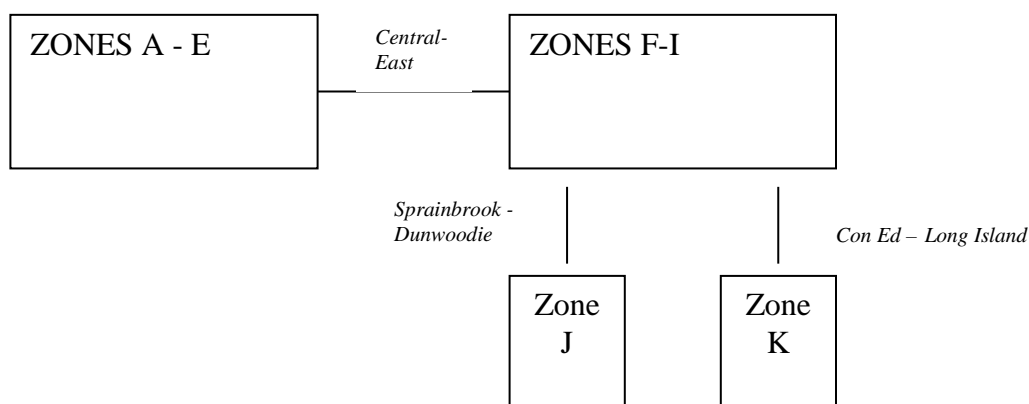 ZONES A - E
Central-
East
ZONES F-I
Sprainbrook -
Dunwoodie
Con Ed – Long Island
Zone
J
Zone
K